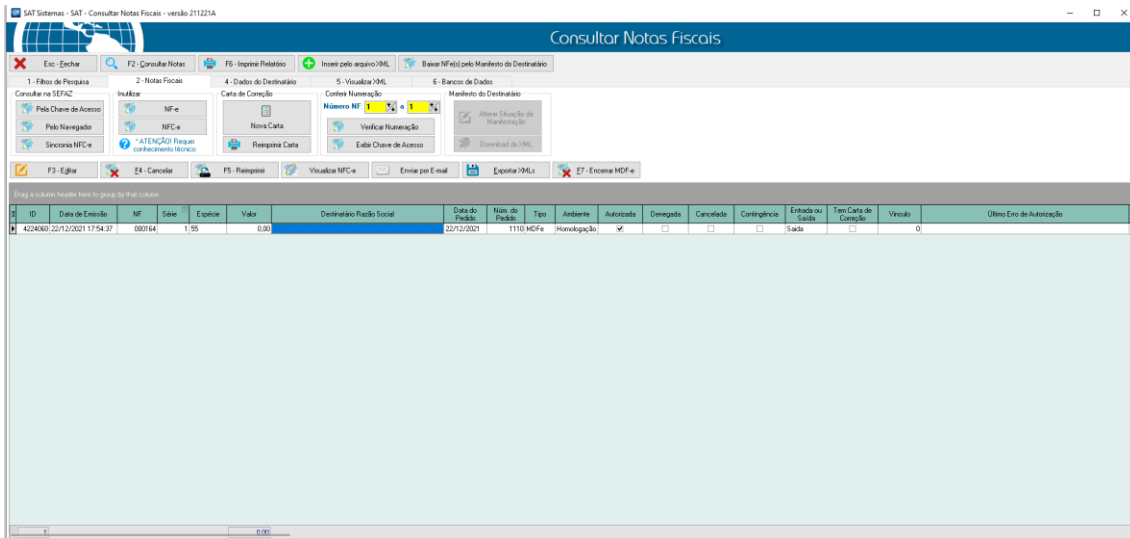 SAT Sistemas - SAT - Consultar Notas Fiscais - versão 211221A
Consultar Notas Fiscais
Esc - Fechar F2 - Consultar Notas F6 - Imprimir Relatório Inserir pelo arquivo XML Baixar NFe(s) pelo Manifesto do Destinatário
1 - Filtros de Pesquisa 2 - Notas Fiscais 4 - Dados do Destinatário 5 - Visualizar XML 6 - Bancos de Dados
Consultar na SEFAZ Inutilizar Carta de Correção Conferir Numeração Manifesto do Destinatário
Pela Chave de Acesso NF-e Número NF: 1 a 1 Alterar Situação da Manifestação
Pelo Navegador NFC-e Nova Carta Verificar Numeração
Sincronia NFC-e * ATENÇÃO! Requer conhecimento técnico Reimprimir Carta Exibir Chave de Acesso Download do XML
F3 - Editar F4 - Cancelar F5 - Reimprimir Visualizar NFC-e Enviar por E-mail Exportar XMLs F7 - Encerrar MDF-e
Drag a column header here to group by that column
ID Data de Emissão NF Série Espécie Valor Destinatário Razão Social Data do Pedido Núm. do Pedido Tipo Ambiente Autorizada Denegada Cancelada Contingência Entrada ou Saída Tem Carta de Correção Vinculo Último Erro de Autorização
4224060 22/12/2021 17:54:37 000164 1 55 0,00 22/12/2021 1110 MDFe Homologação Saida 0
1 0,00